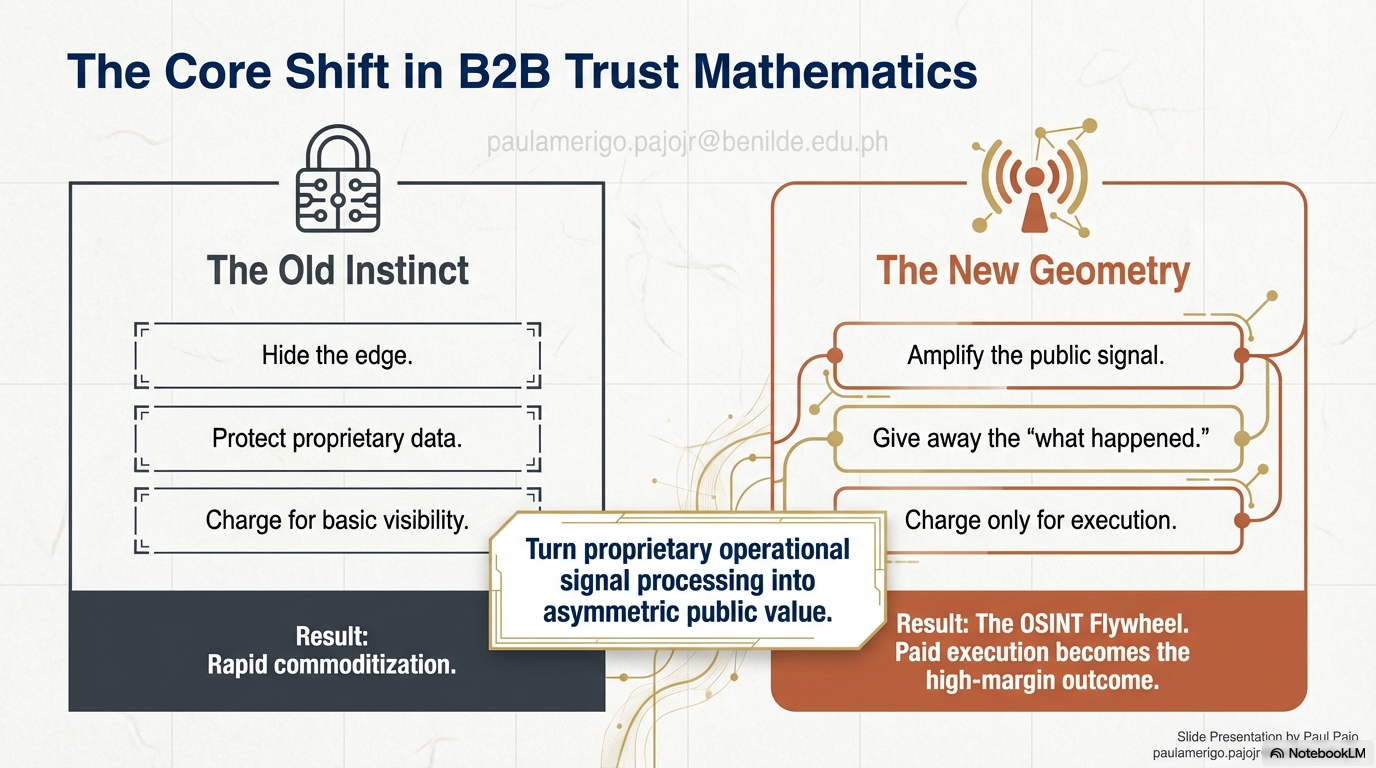 The Core Shift in B2B Trust Mathematics
paulamerigo.pajojr@benilde.edu.ph
The Old Instinct
Hide the edge.
Protect proprietary data.
Charge for basic visibility.
Result:
Rapid commoditization.
Turn proprietary operational
signal processing into
asymmetric public value.
The New Geometry
Amplify the public signal.
Give away the “what happened.”
Charge only for execution.
Result: The OSINT Flywheel.
Paid execution becomes the
high-margin outcome.
Slide Presentation by Paul Pajo
paulamerigo.pajojr
NotebookLM